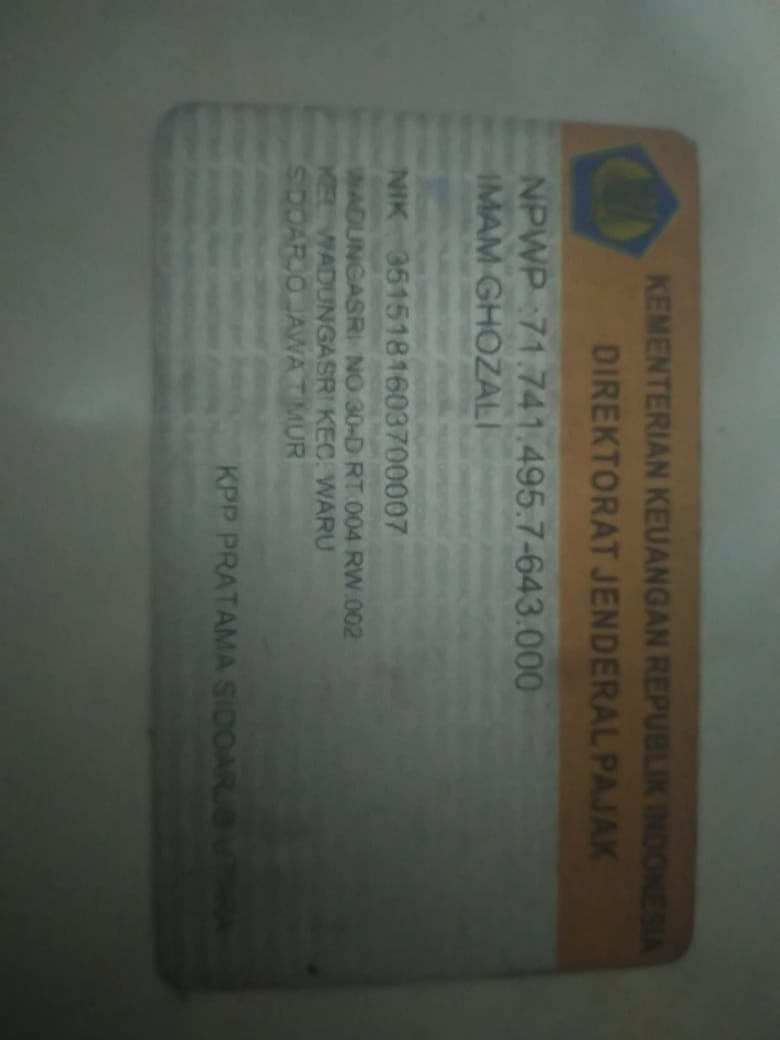 KEMENTERIAN KEUANGAN REPUBLIK INDONESIA
DIREKTORAT JENDERAL PAJAK
NPWP :71.741.495.7-643.000
IMAM GHOZALI
NIK 3515181603700007
WADUNGASRI NO.30-D RT.004 RW.002
KEL. WADUNGASRI KEC. WARU
SIDOARJO JAWA TIMUR
KPP PRATAMA SIDOARJO UTARA